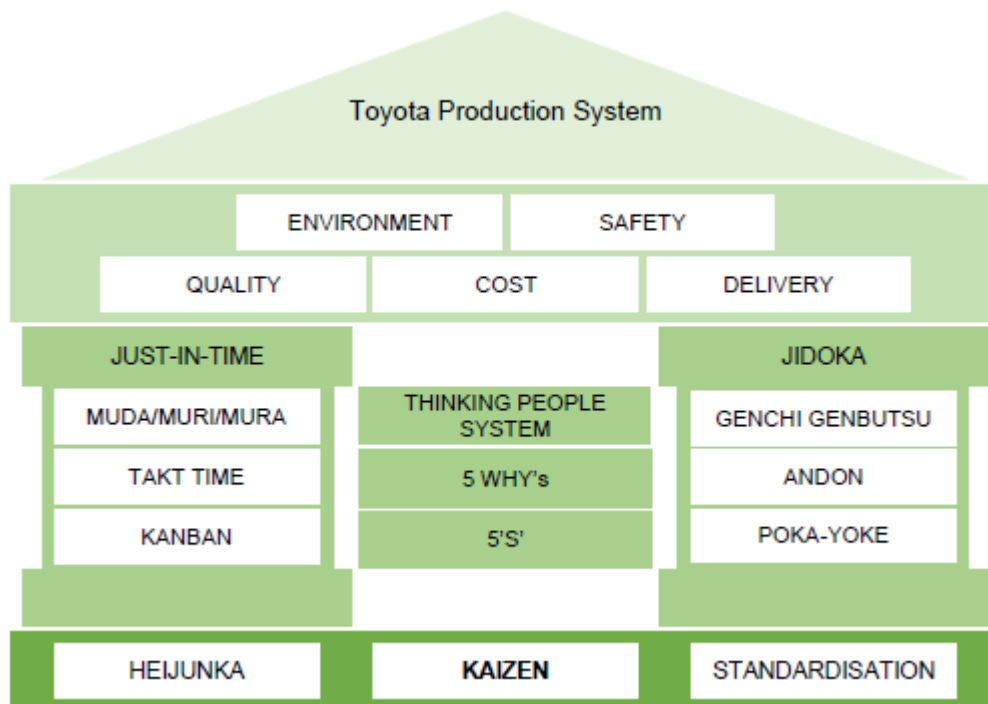 Toyota Production System
ENVIRONMENT
SAFETY
QUALITY
COST
DELIVERY
JUST-IN-TIME
JIDOKA
MUDA/MURI/MURA
THINKING PEOPLE
SYSTEM
GENCHI GENBUTSU
TAKT TIME
5 WHY's
ANDON
KANBAN
5'S'
POKA-YOKE
HEIJUNKA
KAIZEN
STANDARDISATION